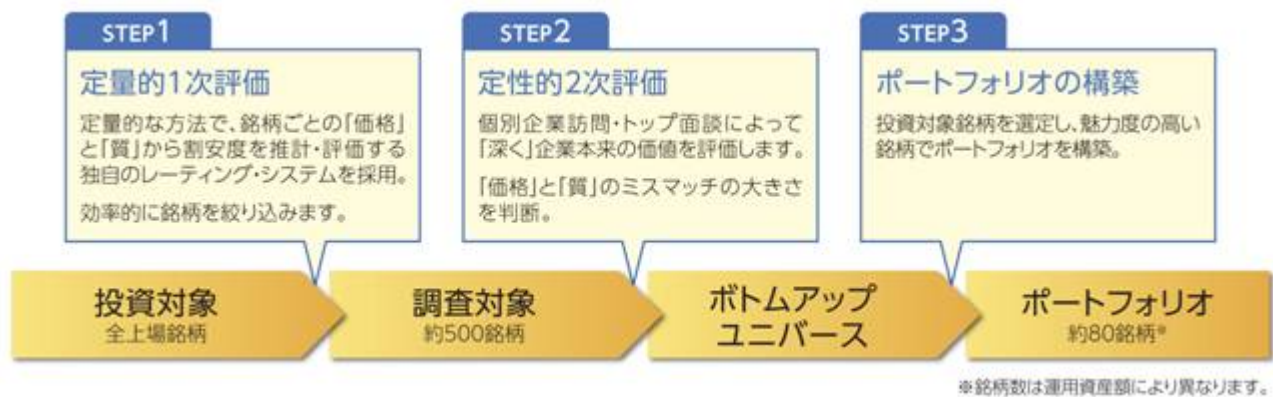 STEP1
定量的1次評価
定量的な方法で、銘柄ごとの「価格」
と「質」から割安度を推計・評価する
独自のレーティング・システムを採用。
効率的に銘柄を絞り込みます。
STEP2
定性的2次評価
個別企業訪問・トップ面談によって
「深く」企業本来の価値を評価します。
「価格」と「質」のミスマッチの大きさ
を判断。
STEP3
ポートフォリオの構築
投資対象銘柄を選定し、魅力度の高い
銘柄でポートフォリオを構築。
投資対象
全上場銘柄
調査対象
約500銘柄
ボトムアップ
ユニバース
ポートフォリオ
約80銘柄※
※銘柄数は運用資産額により異なります。